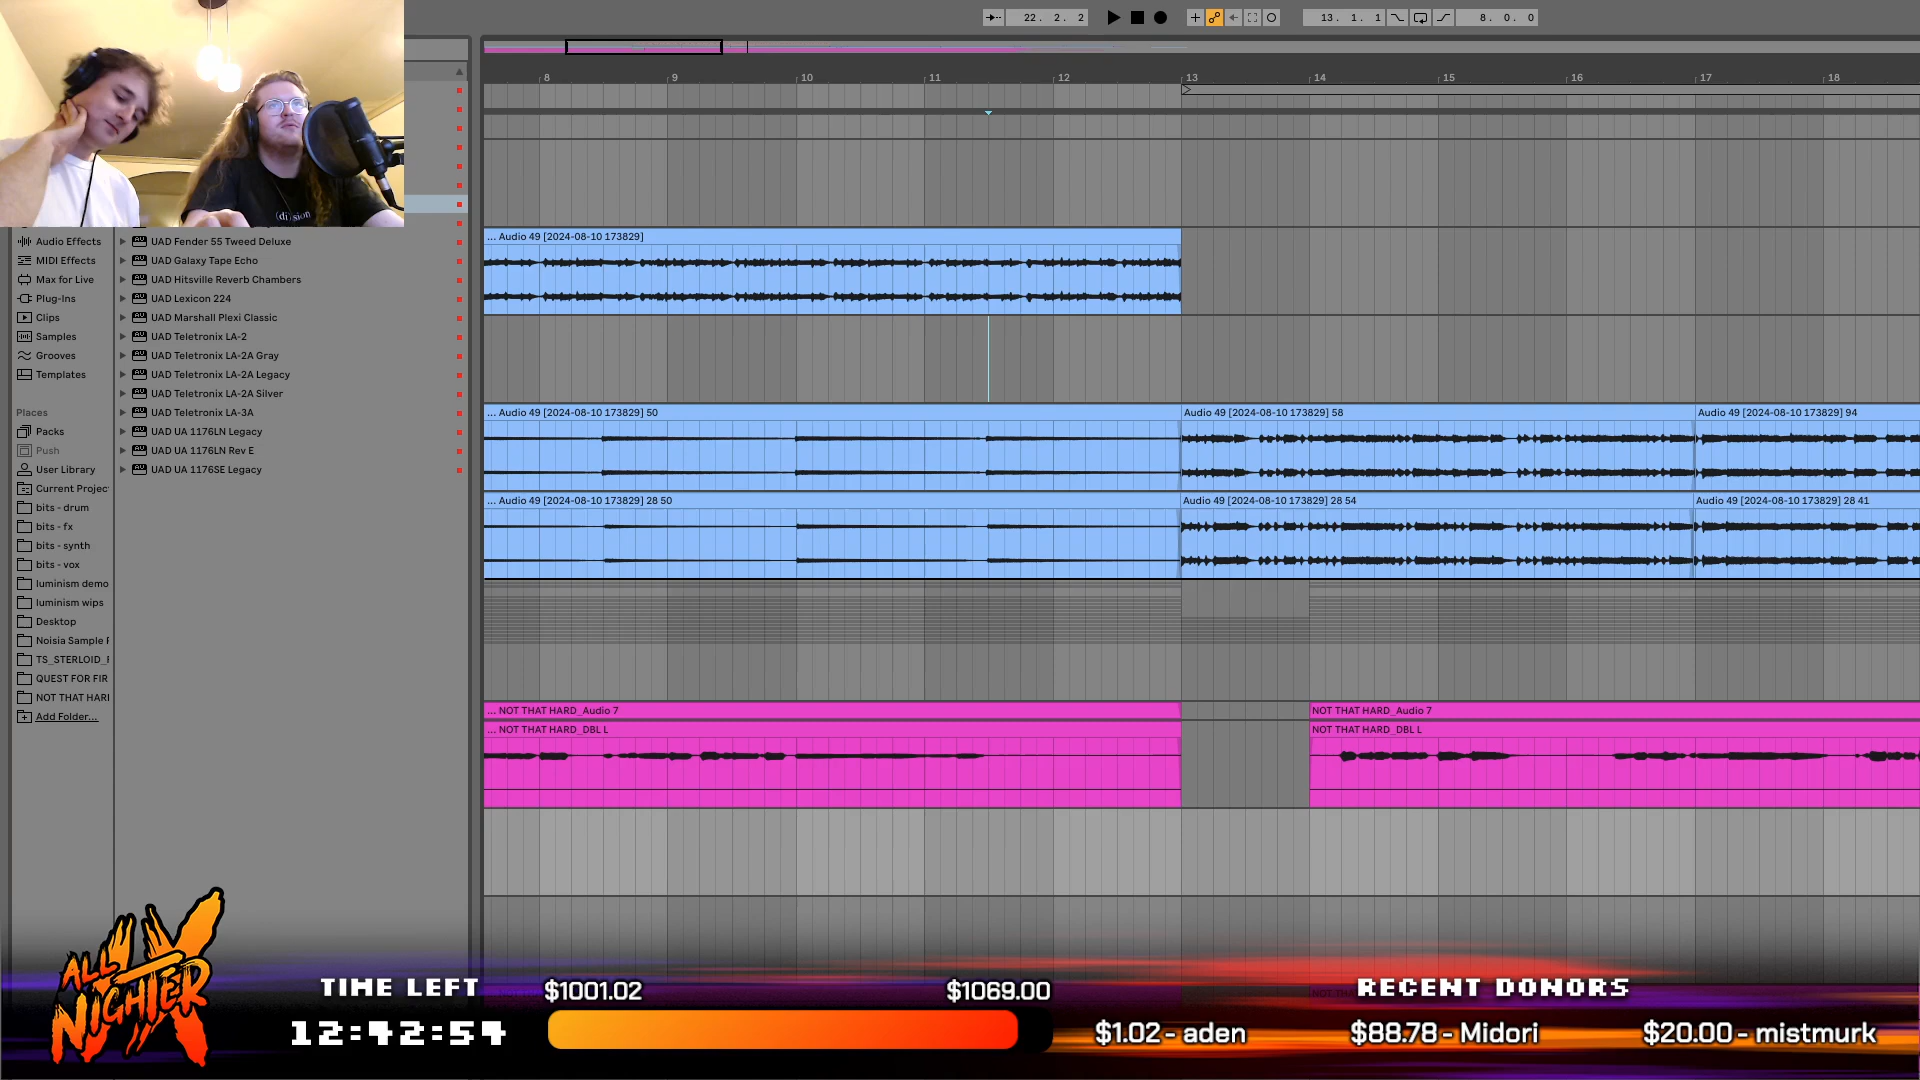 22. 2. 2
13. 1. 1
8. 0. 0
8 9 10 11 12 13 14 15 16 17 18
(di)sion
Audio Effects
MIDI Effects
Max for Live
Plug-Ins
Clips
Samples
Grooves
Templates
Places
Packs
Push
User Library
Current Projec
bits - drum
bits - fx
bits - synth
bits - vox
luminism demo
luminism wips
Desktop
Noisia Sample
TS_STERLOID_
QUEST FOR FIR
NOT THAT HARI
Add Folder...
UAD Fender 55 Tweed Deluxe
UAD Galaxy Tape Echo
UAD Hitsville Reverb Chambers
UAD Lexicon 224
UAD Marshall Plexi Classic
UAD Teletronix LA-2
UAD Teletronix LA-2A Gray
UAD Teletronix LA-2A Legacy
UAD Teletronix LA-2A Silver
UAD Teletronix LA-3A
UAD UA 1176LN Legacy
UAD UA 1176LN Rev E
UAD UA 1176SE Legacy
... Audio 49 [2024-08-10 173829]
... Audio 49 [2024-08-10 173829] 50
Audio 49 [2024-08-10 173829] 58
Audio 49 [2024-08-10 173829] 94
... Audio 49 [2024-08-10 173829] 28 50
Audio 49 [2024-08-10 173829] 28 54
Audio 49 [2024-08-10 173829] 28 41
... NOT THAT HARD_Audio 7
NOT THAT HARD_Audio 7
... NOT THAT HARD_DBL L
NOT THAT HARD_DBL L
ALL
NIGHTER
X
TIME LEFT
12:42:54
$1001.02
$1069.00
RECENT DONORS
$1.02 - aden
$88.78 - Midori
$20.00 - mistmurk